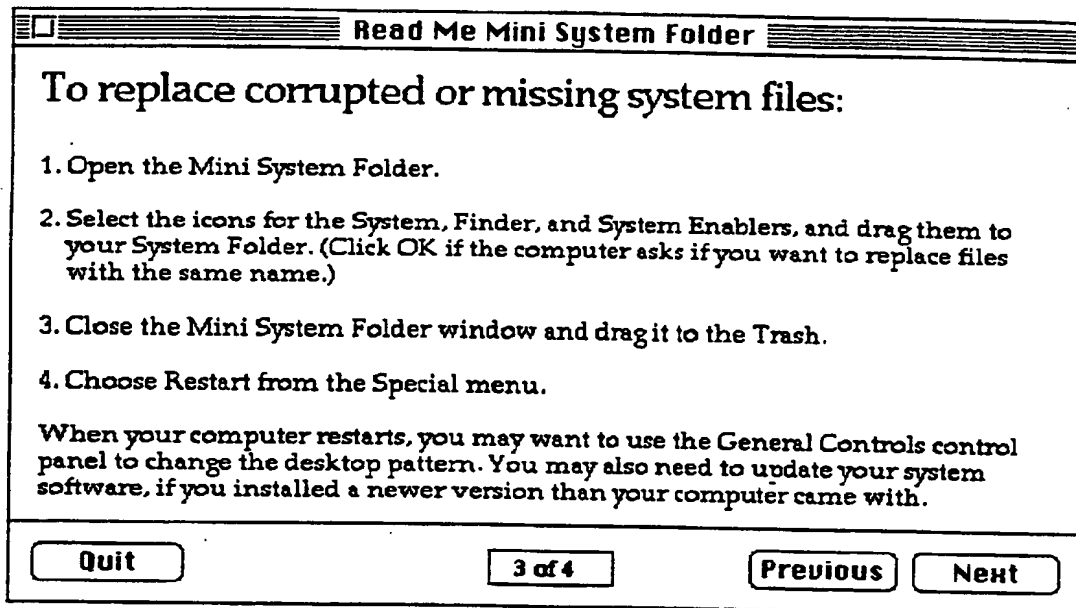 Read Me Mini System Folder
To replace corrupted or missing system files:
1. Open the Mini System Folder.
2. Select the icons for the System, Finder, and System Enablers, and drag them to
your System Folder. (Click OK if the computer asks if you want to replace files
with the same name.)
3. Close the Mini System Folder window and drag it to the Trash.
4. Choose Restart from the Special menu.
When your computer restarts, you may want to use the General Controls control
panel to change the desktop pattern. You may also need to update your system
software, if you installed a newer version than your computer came with.
Quit
3 of 4
Previous
Next